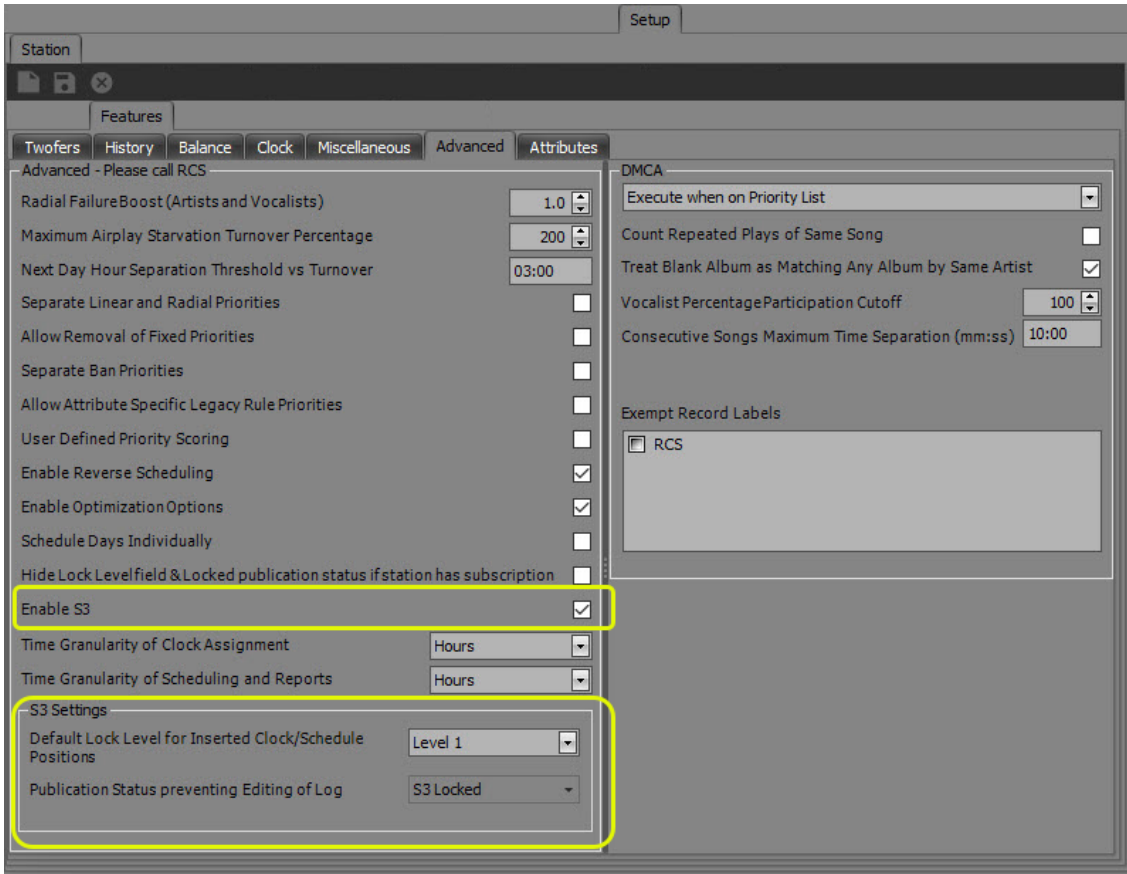 Setup
Station
Features
Twofers History Balance Clock Miscellaneous Advanced Attributes
Advanced - Please call RCS
Radial Failure Boost (Artists and Vocalists) 1.0
Maximum Airplay Starvation Turnover Percentage 200
Next Day Hour Separation Threshold vs Turnover 03:00
Separate Linear and Radial Priorities
Allow Removal of Fixed Priorities
Separate Ban Priorities
Allow Attribute Specific Legacy Rule Priorities
User Defined Priority Scoring
Enable Reverse Scheduling
Enable Optimization Options
Schedule Days Individually
Hide Lock Level field & Locked publication status if station has subscription
Enable S3
Time Granularity of Clock Assignment Hours
Time Granularity of Scheduling and Reports Hours
S3 Settings
Default Lock Level for Inserted Clock/Schedule
Positions
Level 1
Publication Status preventing Editing of Log S3 Locked
DMCA
Execute when on Priority List
Count Repeated Plays of Same Song
Treat Blank Album as Matching Any Album by Same Artist
Vocalist Percentage Participation Cutoff 100
Consecutive Songs Maximum Time Separation (mm:ss) 10:00
Exempt Record Labels
RCS